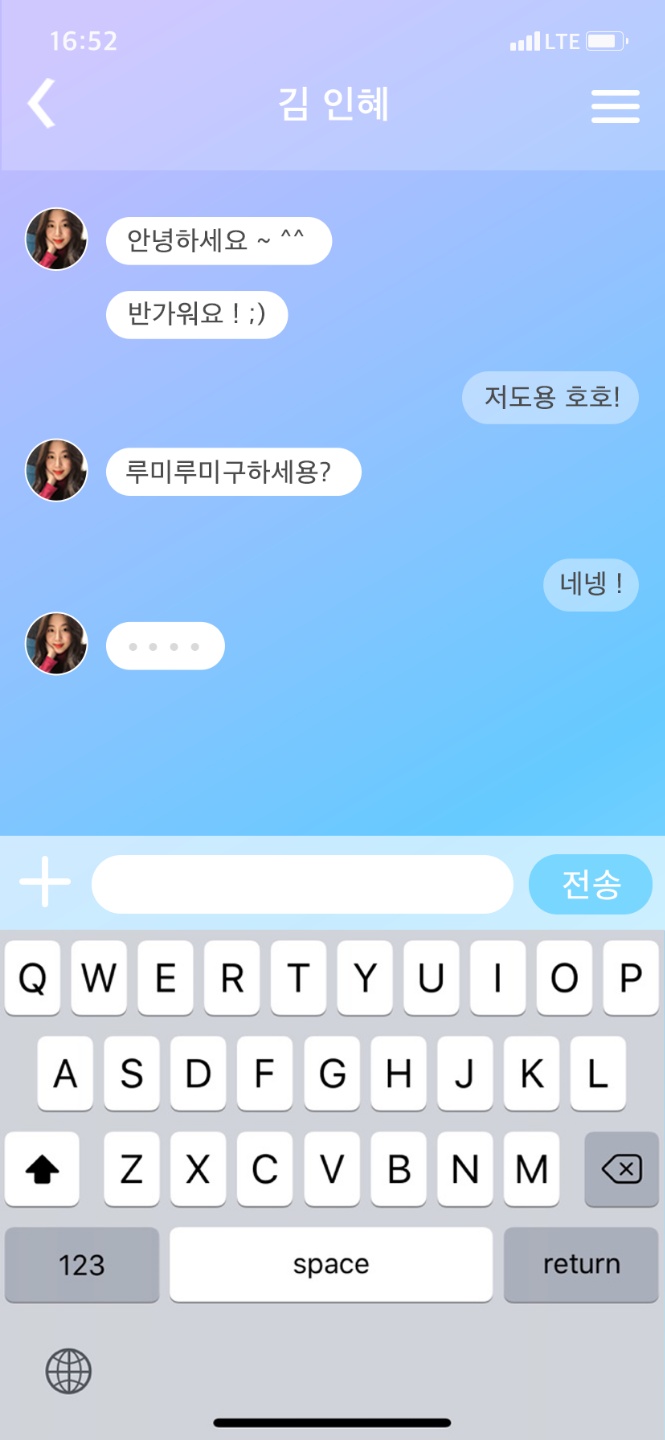 16:52
LTE
김 인혜
안녕하세요 ~ ^^
반가워요 ! ;)
저도용 호호!
루미루미구하세용?
네넹 !
전송
Q W E R T Y U I O P
A S D F G H J K L
Z X C V B N M
123 space return